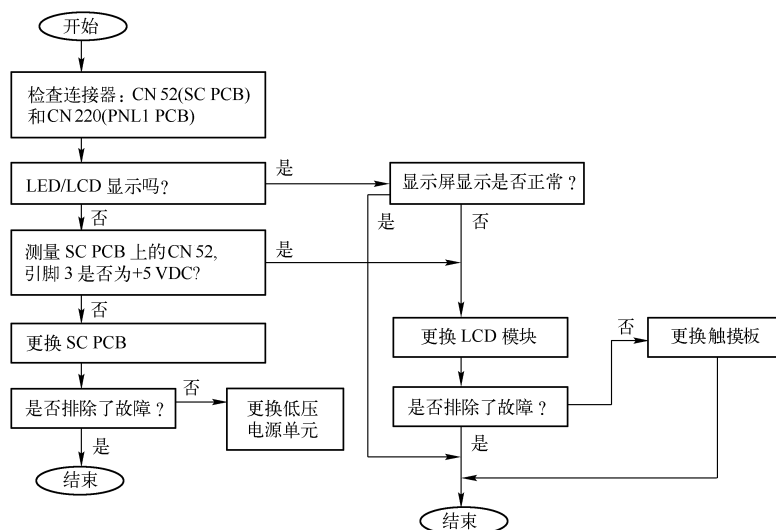 开始
检查连接器：CN 52(SC PCB)
和CN 220(PNL1 PCB)
LED/LCD 显示吗？
是
否
显示屏显示是否正常？
是
否
测量 SC PCB 上的CN 52,
引脚 3 是否为+5 VDC?
是
否
更换 SC PCB
更换 LCD 模块
否
更换触摸板
是否排除了故障？
否
更换低压
电源单元
是
结束
是否排除了故障？
是
结束